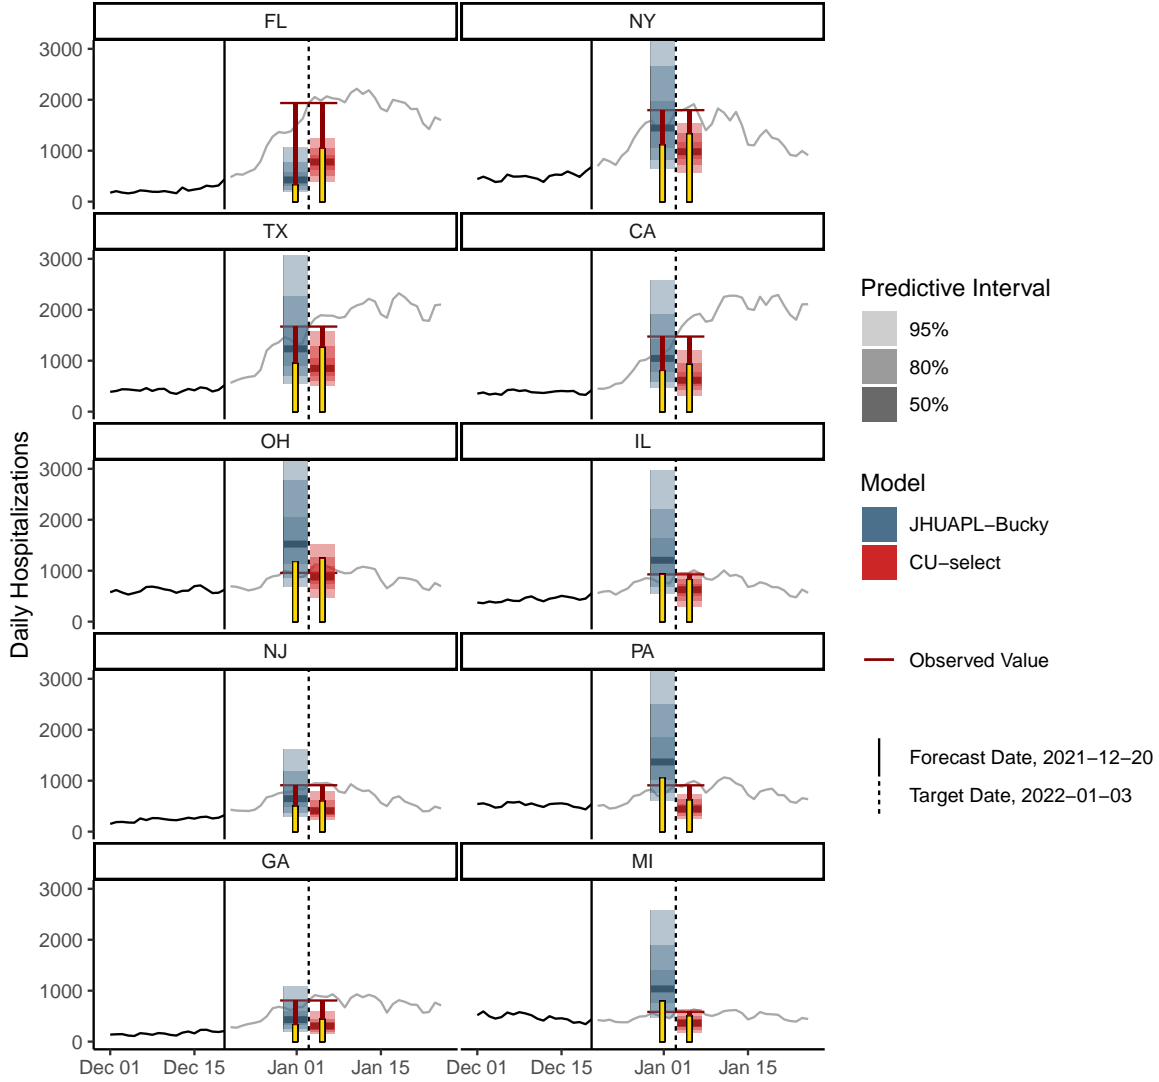 FL
NY
3000
2000
1000
0
TX
CA
3000
2000
1000
0
OH
IL
3000
2000
1000
0
NJ
PA
3000
2000
1000
0
GA
MI
3000
2000
1000
0
Dec 01
Dec 15
Jan 01
Jan 15
Dec 01
Dec 15
Jan 01
Jan 15
Daily Hospitalizations
Predictive Interval
95%
80%
50%
Model
JHUAPL−Bucky
CU−select
Observed Value
Forecast Date, 2021−12−20
Target Date, 2022−01−03